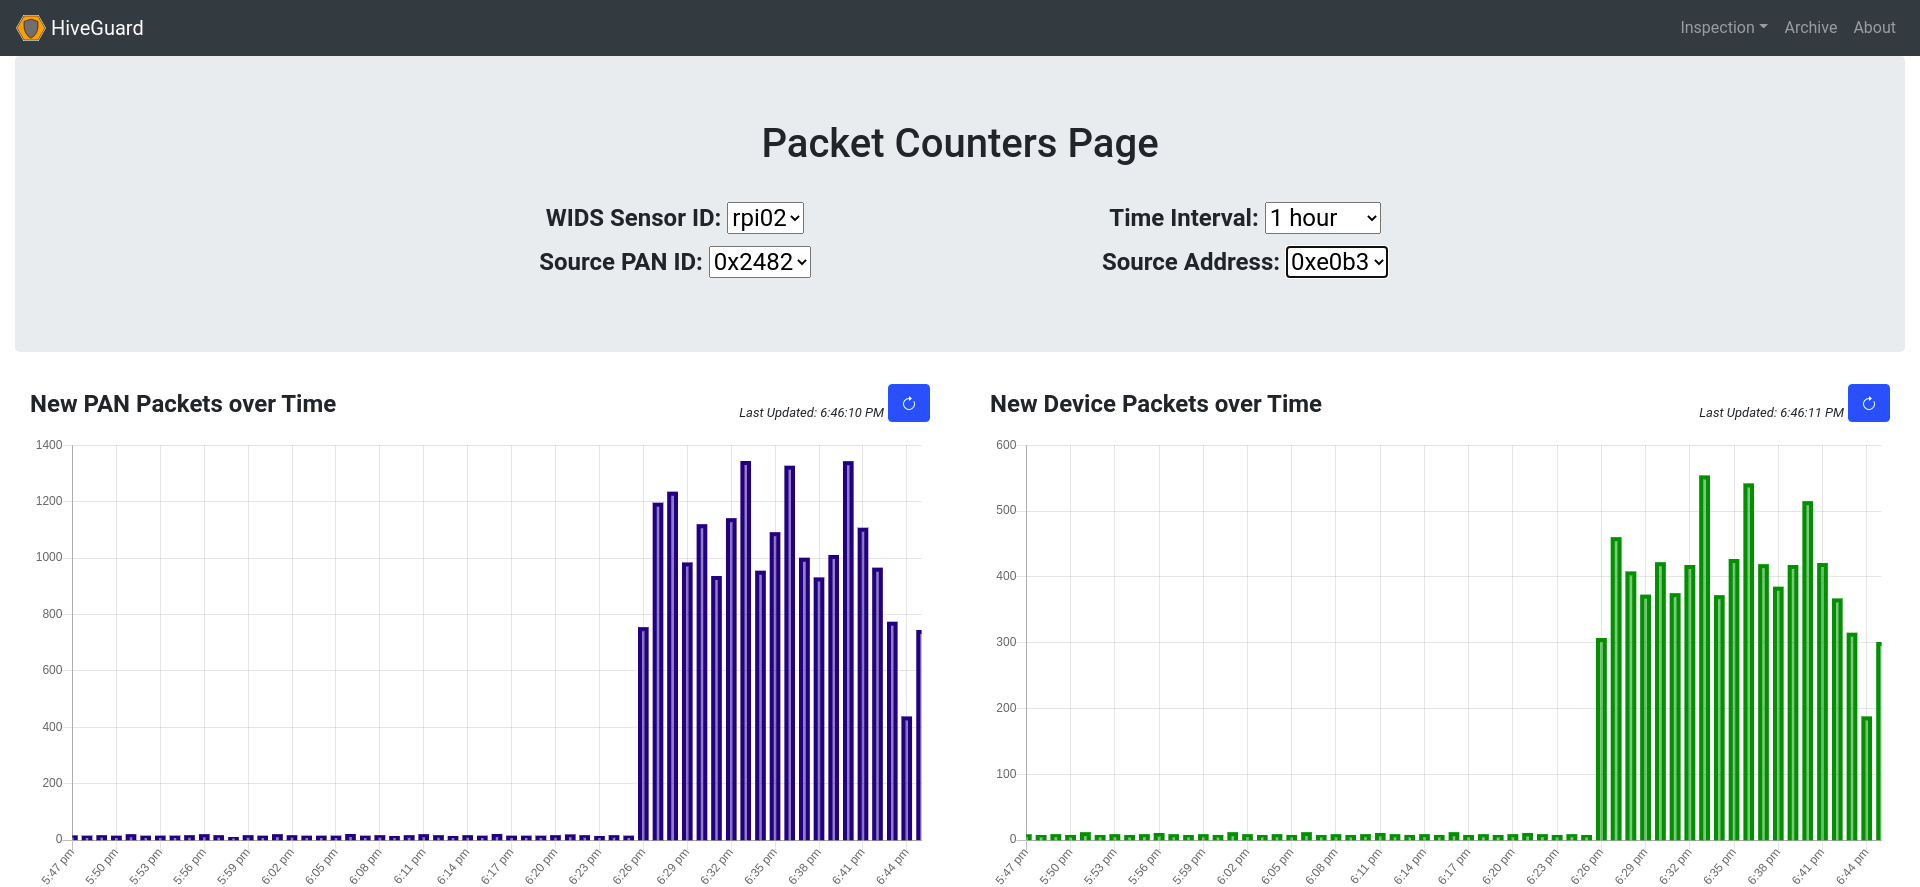 HiveGuard
Inspection Archive About
Packet Counters Page
WIDS Sensor ID: rpi02
Time Interval: 1 hour
Source PAN ID: 0x2482
Source Address: 0xe0b3
New PAN Packets over Time
Last Updated: 6:46:10 PM
1400
1200
1000
800
600
400
200
0
5:47 pm 5:50 pm 5:53 pm 5:56 pm 5:59 pm 6:02 pm 6:05 pm 6:08 pm 6:11 pm 6:14 pm 6:17 pm 6:20 pm 6:23 pm 6:26 pm 6:29 pm 6:32 pm 6:35 pm 6:38 pm 6:41 pm 6:44 pm
New Device Packets over Time
Last Updated: 6:46:11 PM
600
500
400
300
200
100
0
5:47 pm 5:50 pm 5:53 pm 5:56 pm 5:59 pm 6:02 pm 6:05 pm 6:08 pm 6:11 pm 6:14 pm 6:17 pm 6:20 pm 6:23 pm 6:26 pm 6:29 pm 6:32 pm 6:35 pm 6:38 pm 6:41 pm 6:44 pm